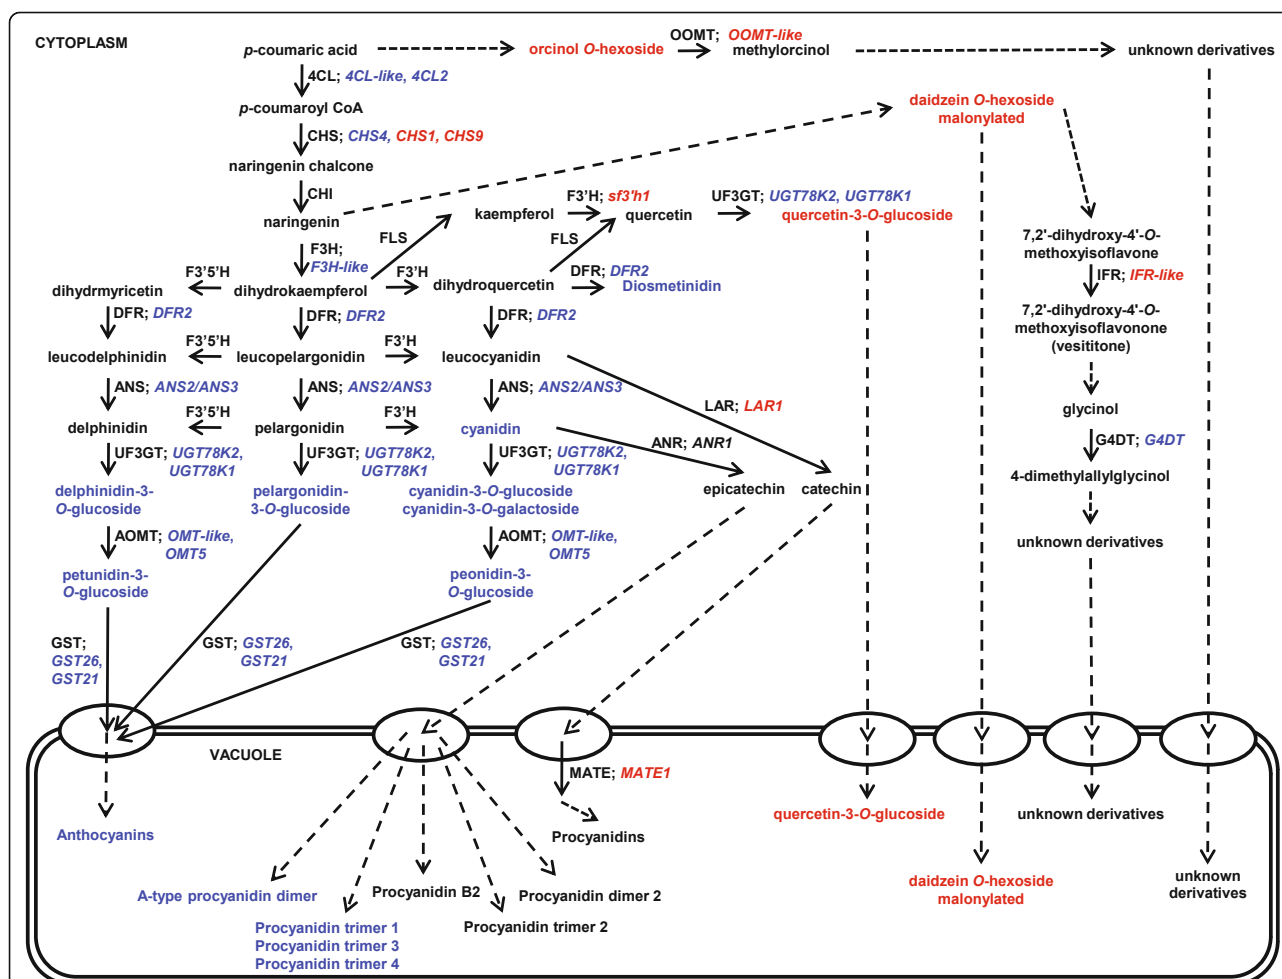 CYTOPLASM
p-coumaric acid
orcinol O-hexoside
OOMT; OOMT-like
methylorcinol
unknown derivatives
4CL; 4CL-like, 4CL2
p-coumaroyl CoA
daidzein O-hexoside
malonylated
CHS; CHS4, CHS1, CHS9
naringenin chalcone
CHI
naringenin
kaempferol
F3'H; sf3'h1
quercetin
UF3GT; UGT78K2, UGT78K1
quercetin-3-O-glucoside
F3H;
F3H-like
FLS
FLS
7,2'-dihydroxy-4'-O-
methoxyisoflavone
dihydrmyricetin
F3'5'H
dihydrokaempferol
F3'H
dihydroquercetin
DFR; DFR2
Diosmetinidin
IFR; IFR-like
DFR; DFR2
DFR; DFR2
DFR; DFR2
7,2'-dihydroxy-4'-O-
methoxyisoflavonone
(vesititone)
leucodelphinidin
F3'5'H
leucopelargonidin
F3'H
leucocyanidin
ANS; ANS2/ANS3
ANS; ANS2/ANS3
ANS; ANS2/ANS3
LAR; LAR1
glycinol
delphinidin
F3'5'H
pelargonidin
F3'H
cyanidin
ANR; ANR1
G4DT; G4DT
UF3GT; UGT78K2,
UGT78K1
UF3GT; UGT78K2,
UGT78K1
UF3GT; UGT78K2,
UGT78K1
4-dimethylallylglycinol
delphinidin-3-
O-glucoside
pelargonidin-
3-O-glucoside
cyanidin-3-O-glucoside
cyanidin-3-O-galactoside
epicatechin
catechin
AOMT; OMT-like,
OMT5
AOMT; OMT-like,
OMT5
unknown derivatives
petunidin-3-
O-glucoside
peonidin-3-
O-glucoside
GST;
GST26,
GST21
GST; GST26,
GST21
GST; GST26,
GST21
VACUOLE
MATE; MATE1
Anthocyanins
Procyanidins
quercetin-3-O-glucoside
unknown derivatives
A-type procyanidin dimer
Procyanidin B2
Procyanidin dimer 2
daidzein O-hexoside
malonylated
unknown
derivatives
Procyanidin trimer 1
Procyanidin trimer 3
Procyanidin trimer 4
Procyanidin trimer 2